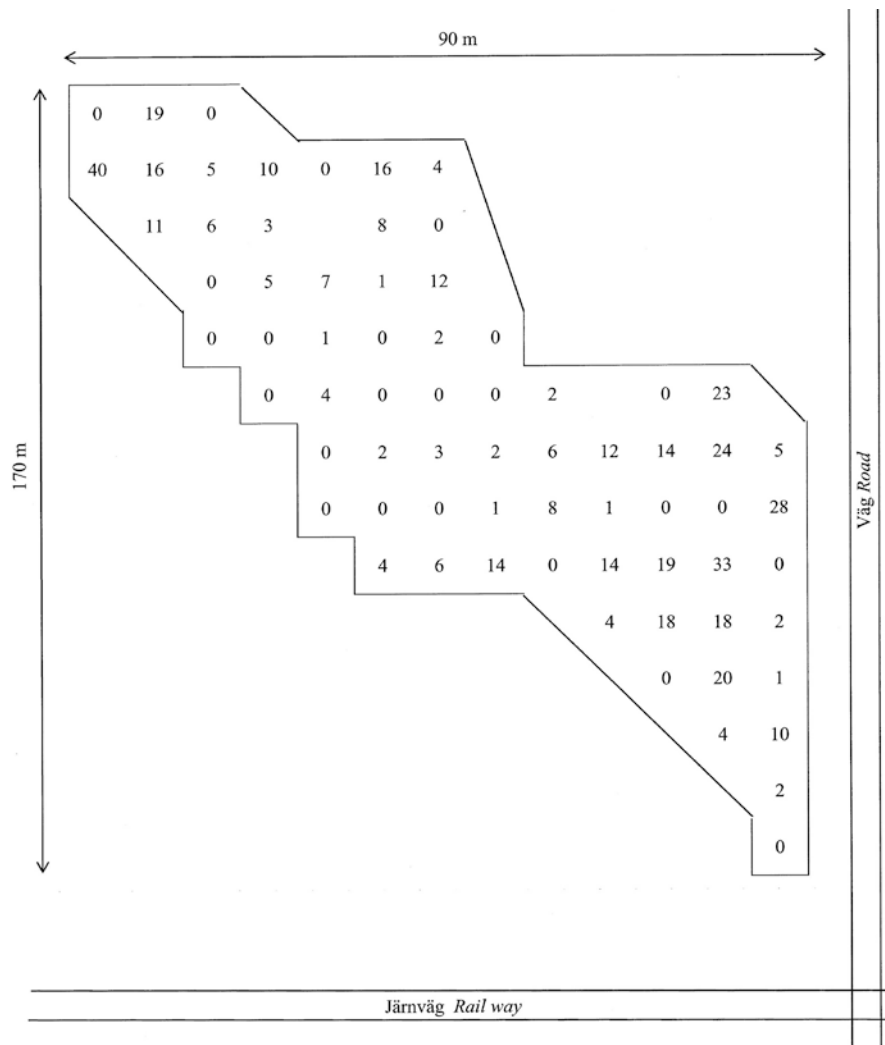 90 m
0 19 0
40 16 5 10 0 16 4
11 6 3 8 0
0 5 7 1 12
0 0 1 0 2 0
0 4 0 0 0 2 0 23
0 2 3 2 6 12 14 24 5
170 m
0 0 0 1 8 1 0 0 28
Väg Road
4 6 14 0 14 19 33 0
4 18 18 2
0 20 1
4 10
2
0
Järnväg Rail way